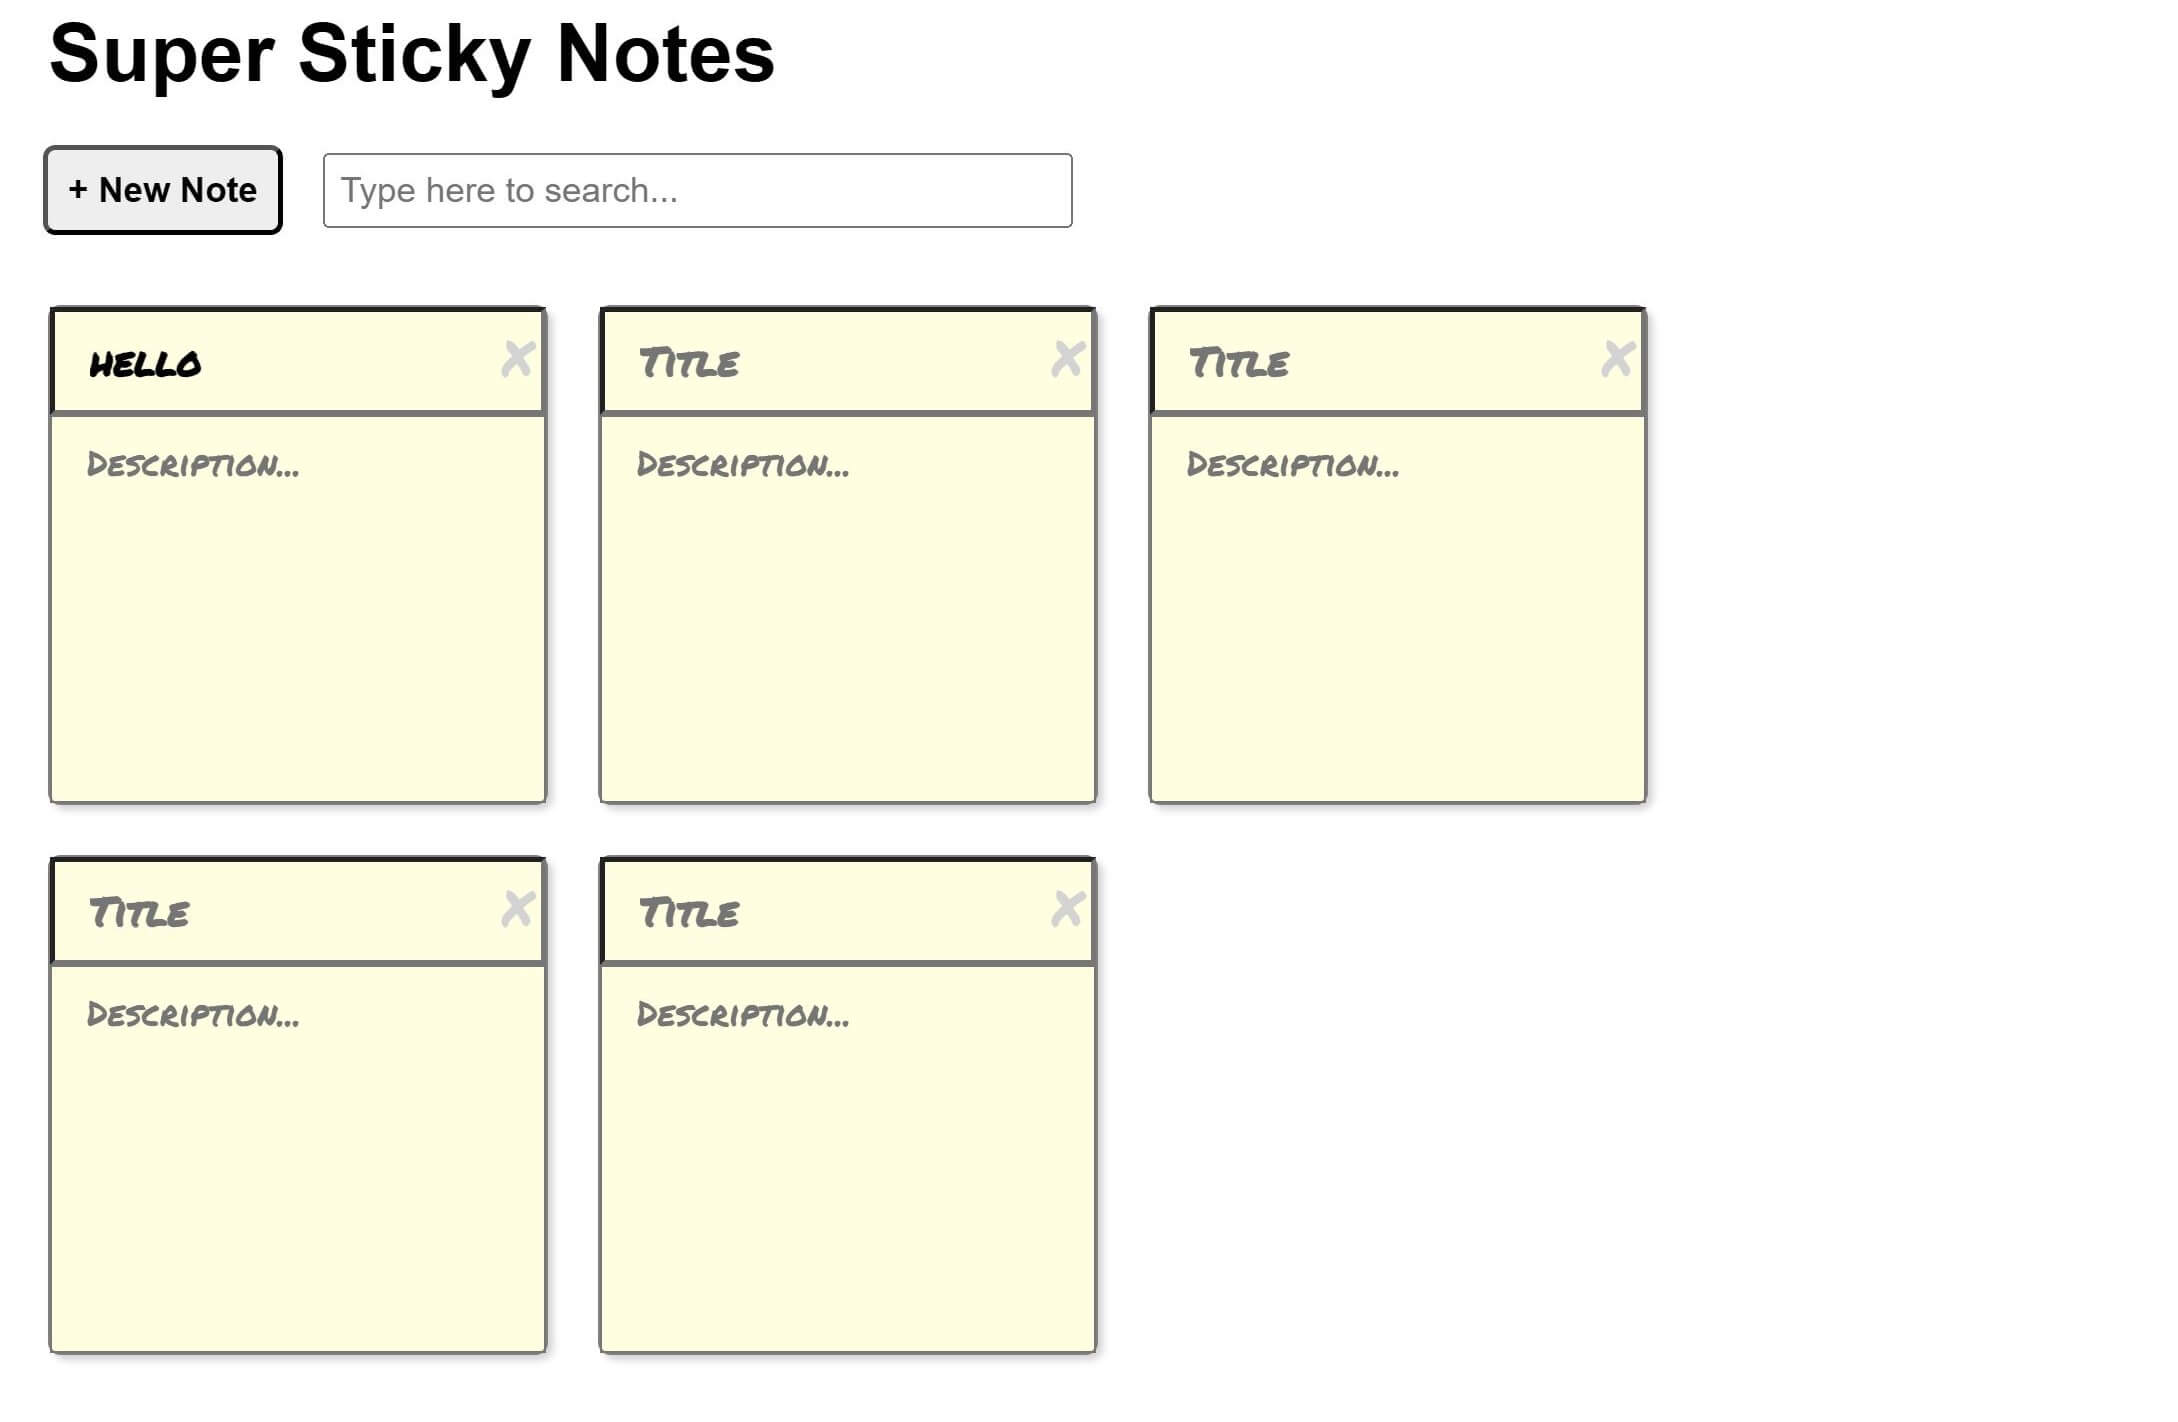 Super Sticky Notes
+ New Note
Type here to search...
HELLO ✘
TITLE ✘
TITLE ✘
DESCRIPTION...
DESCRIPTION...
DESCRIPTION...
TITLE ✘
TITLE ✘
DESCRIPTION...
DESCRIPTION...